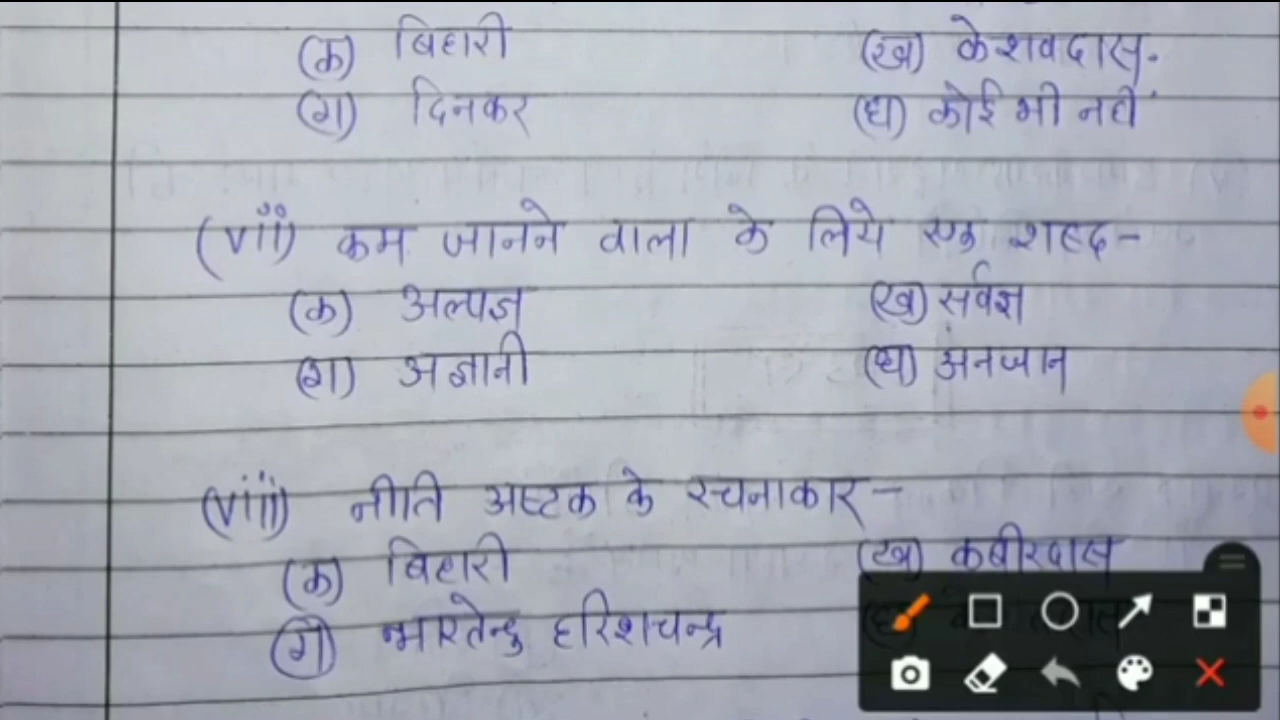 (क) बिहारी (ख) केशवदास.
(ग) दिनकर (घ) कोई भी नहीं
(vii) कम जानने वाला के लिये एक शब्द-
(क) अल्पज्ञ (ख) सर्वज्ञ
(ग) अज्ञानी (घ) अनजान
(viii) नीति अष्टक के रचनाकार-
(क) बिहारी (ख) कबीरदास
(ग) भारतेन्दु हरिशचन्द्र